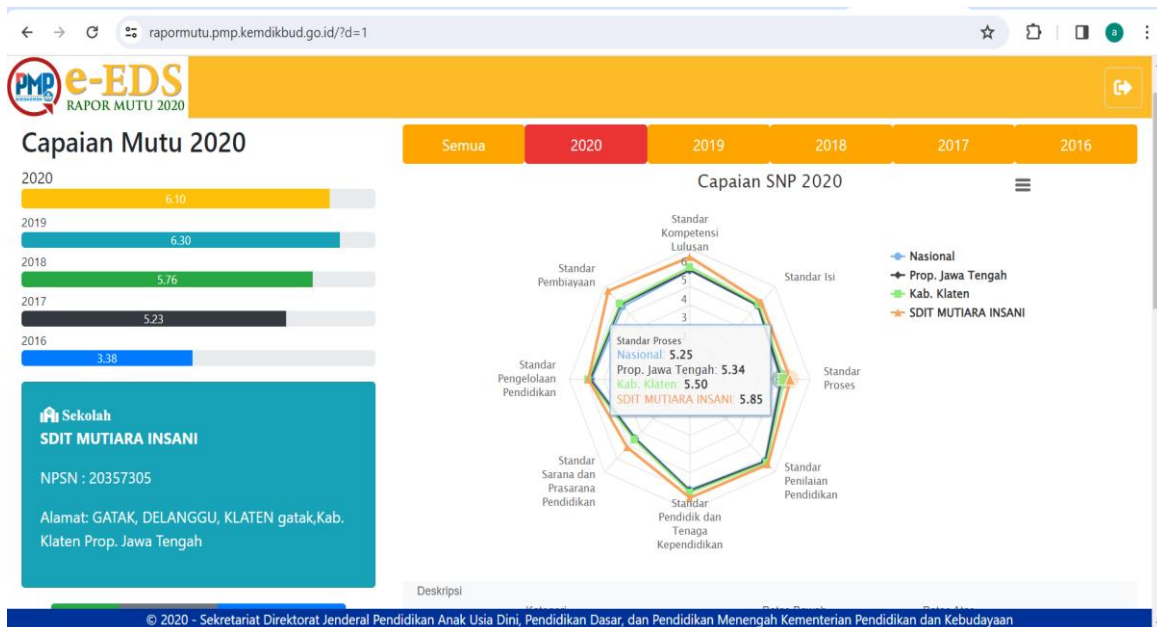 rapormutu.pmp.kemdikbud.go.id/?d=1
a
PMP
e-EDS
RAPOR MUTU 2020
Capaian Mutu 2020
2020
6.10
2019
6.30
2018
5.76
2017
5.23
2016
3.38
Sekolah
SDIT MUTIARA INSANI
NPSN : 20357305
Alamat: GATAK, DELANGGU, KLATEN gatak,Kab.
Klaten Prop. Jawa Tengah
Semua 2020 2019 2018 2017 2016
Capaian SNP 2020
Standar
Kompetensi
Lulusan
Standar Isi
Standar
Proses
Standar
Penilaian
Pendidikan
Standar
Pendidik dan
Tenaga
Kependidikan
Standar
Sarana dan
Prasarana
Pendidikan
Standar
Pengelolaan
Pendidikan
Standar
Pembiayaan
6
5
4
3
Standar Proses
Nasional: 5.25
Prop. Jawa Tengah: 5.34
Kab. Klaten: 5.50
SDIT MUTIARA INSANI: 5.85
Nasional
Prop. Jawa Tengah
Kab. Klaten
SDIT MUTIARA INSANI
Deskripsi
© 2020 - Sekretariat Direktorat Jenderal Pendidikan Anak Usia Dini, Pendidikan Dasar, dan Pendidikan Menengah Kementerian Pendidikan dan Kebudayaan